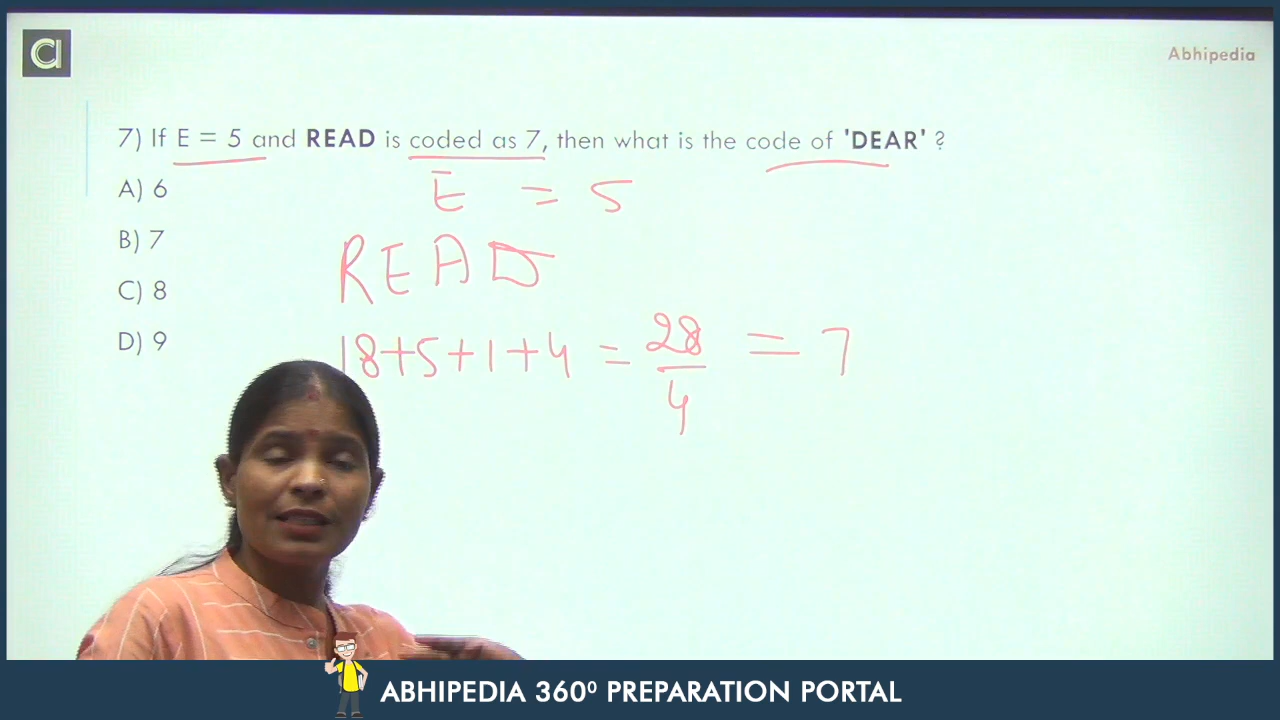 Abhipedia
7) If E = 5 and READ is coded as 7, then what is the code of 'DEAR' ?
A) 6
B) 7
C) 8
D) 9
E = 5
READ
18+5+1+4 = 28/4 = 7
ABHIPEDIA 360⁰ PREPARATION PORTAL